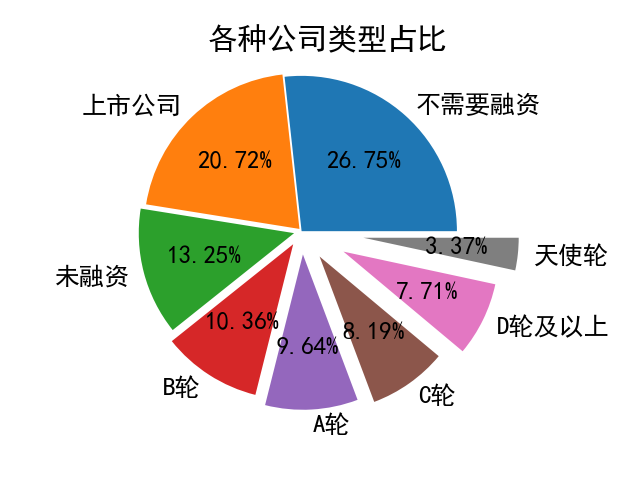 各种公司类型占比
不需要融资
26.75%
上市公司
20.72%
未融资
13.25%
B轮
10.36%
A轮
9.64%
C轮
8.19%
D轮及以上
7.71%
天使轮
3.37%